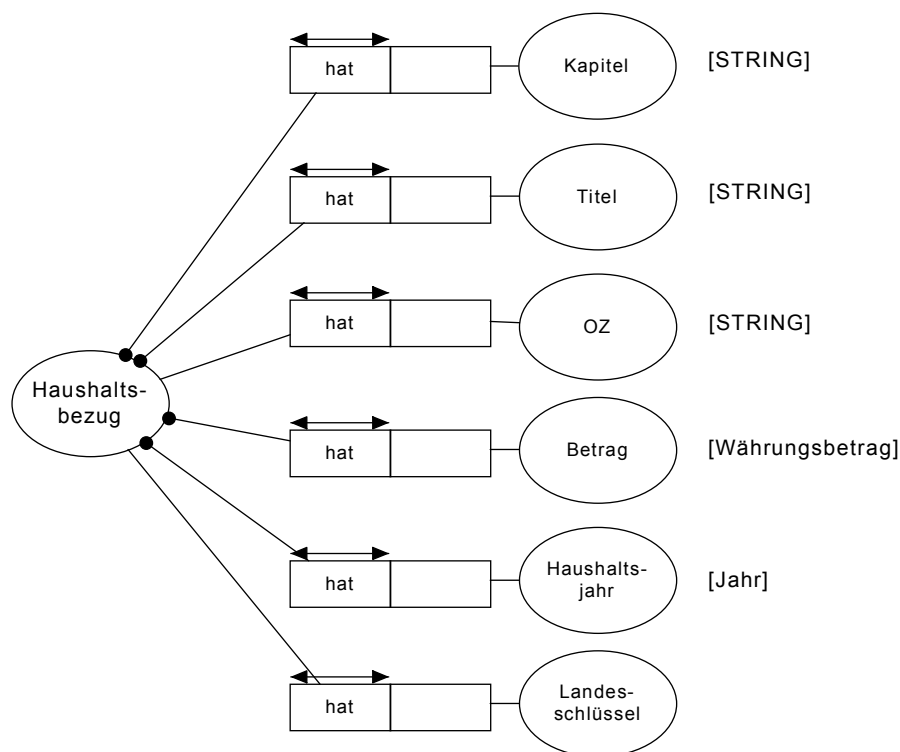 hat
Kapitel
[STRING]
hat
Titel
[STRING]
hat
OZ
[STRING]
Haushalts-
bezug
hat
Betrag
[Währungsbetrag]
hat
Haushalts-
jahr
[Jahr]
hat
Landes-
schlüssel